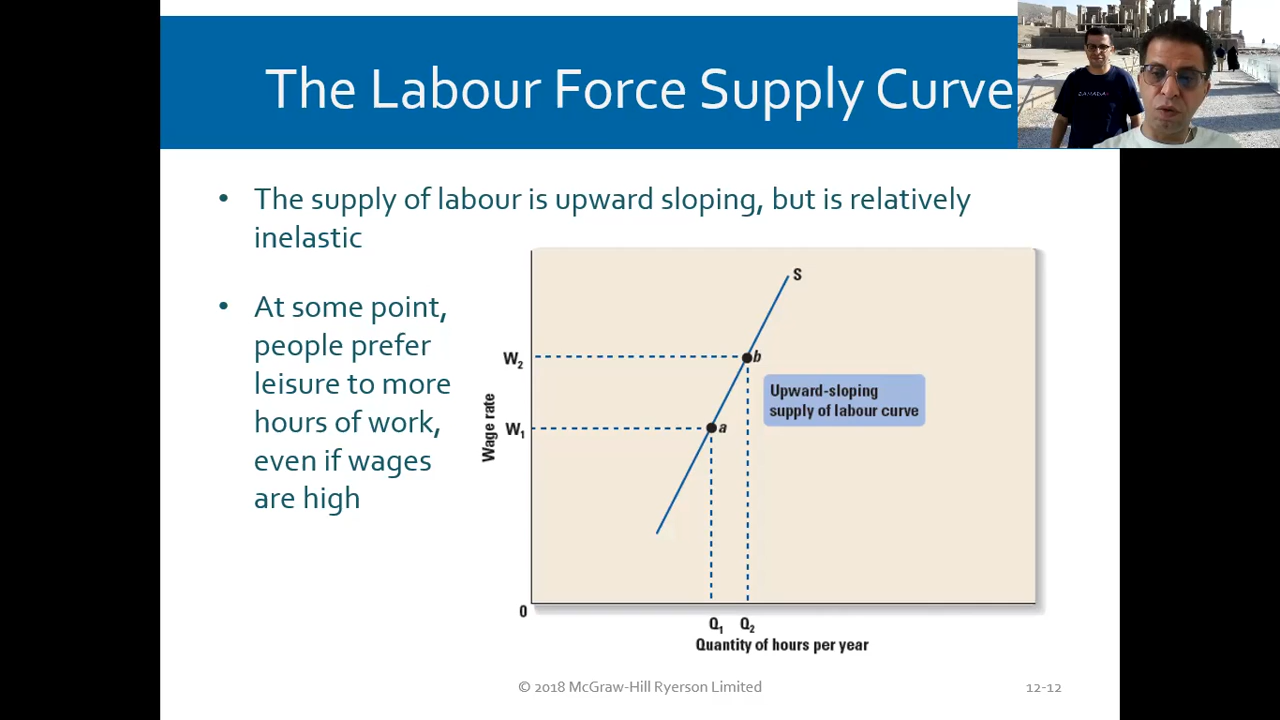 The Labour Force Supply Curve
CANADIAN
• The supply of labour is upward sloping, but is relatively
inelastic
• At some point,
people prefer
leisure to more
hours of work,
even if wages
are high
S
W2
b
Upward-sloping
supply of labour curve
W1
a
Wage rate
0
Q1 Q2
Quantity of hours per year
© 2018 McGraw-Hill Ryerson Limited
12-12